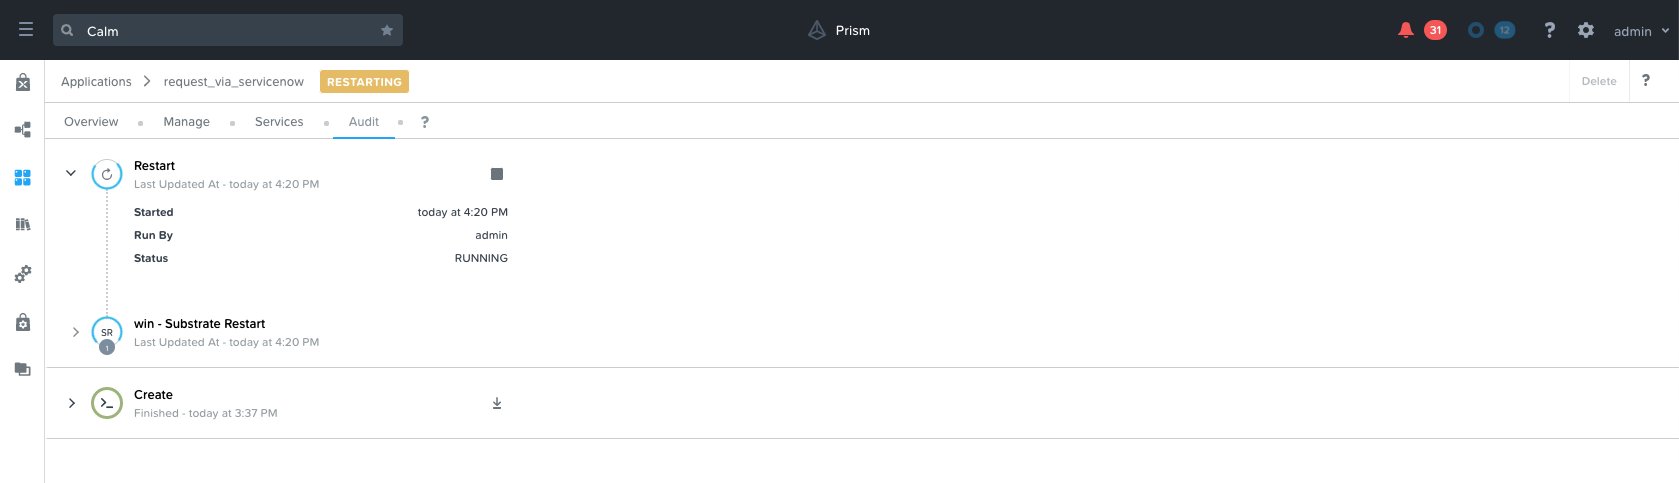 Calm
Prism
31
12
?
admin
Applications
request_via_servicenow
RESTARTING
Delete
?
Overview
Manage
Services
Audit
?
Restart
Last Updated At - today at 4:20 PM
Started today at 4:20 PM
Run By admin
Status RUNNING
SR
1
win - Substrate Restart
Last Updated At - today at 4:20 PM
Create
Finished - today at 3:37 PM